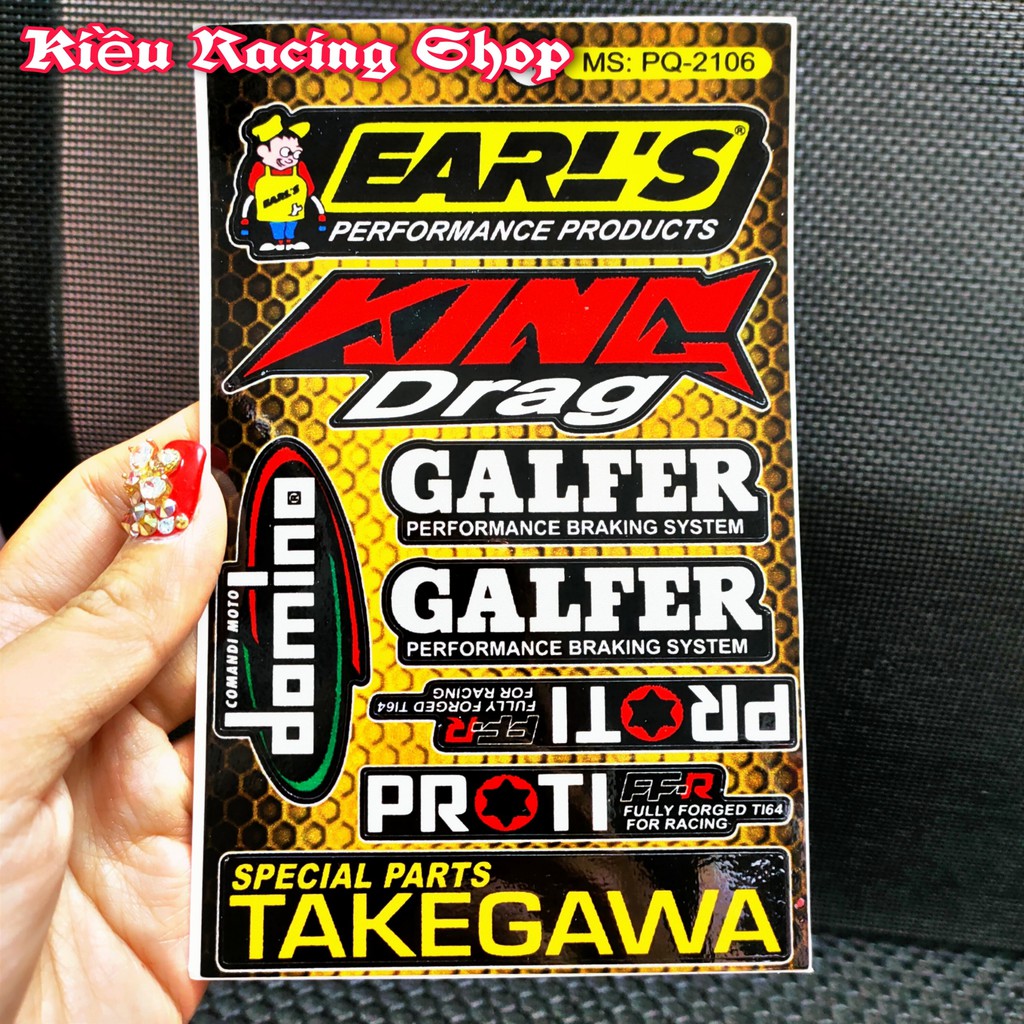 Kiều Racing Shop
MS: PQ-2106
EARL'S
EARL'S®
PERFORMANCE PRODUCTS
KING
Drag
GALFER
PERFORMANCE BRAKING SYSTEM
domino
COMANDI MOTO
GALFER
PERFORMANCE BRAKING SYSTEM
PROTI
FF-R
FULLY FORGED TI64
FOR RACING
PROTI
FF-R
FULLY FORGED TI64
FOR RACING
SPECIAL PARTS
TAKEGAWA